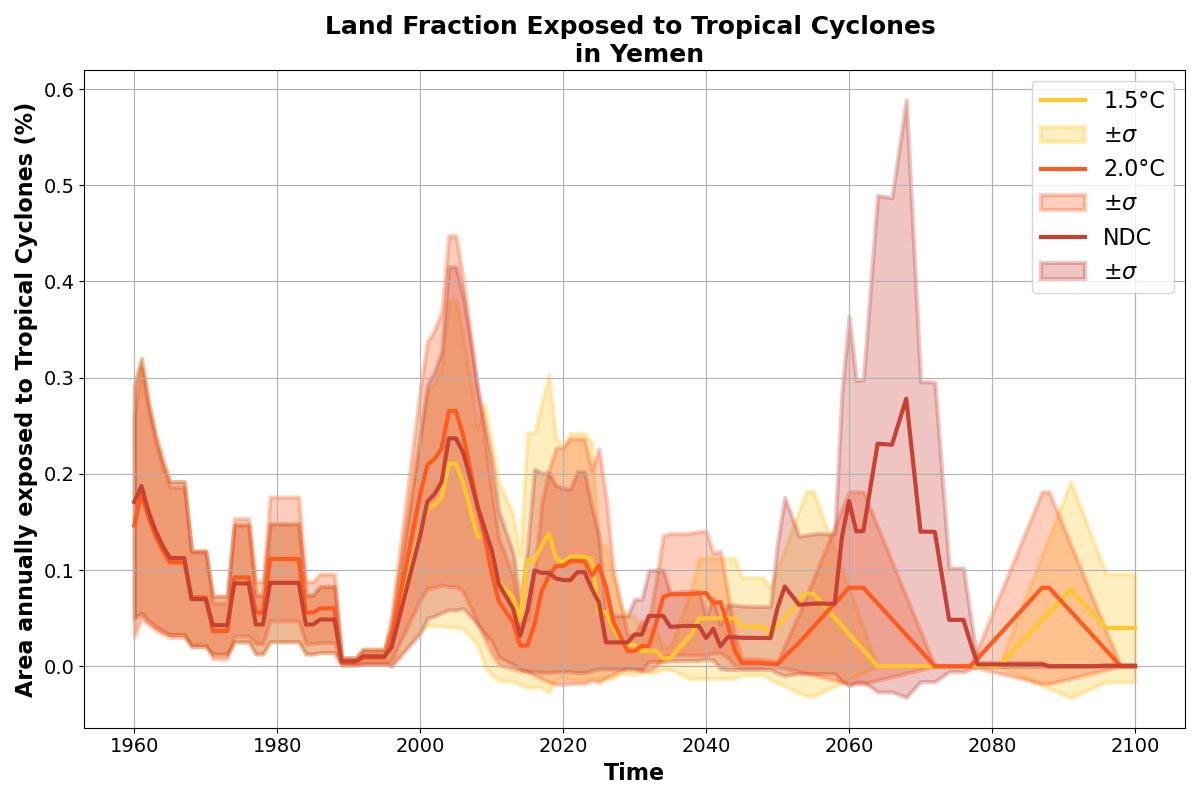 Land Fraction Exposed to Tropical Cyclones
in Yemen
Area annually exposed to Tropical Cyclones (%)
0.6
0.5
0.4
0.3
0.2
0.1
0.0
1960 1980 2000 2020 2040 2060 2080 2100
Time
1.5°C
±σ
2.0°C
±σ
NDC
±σ